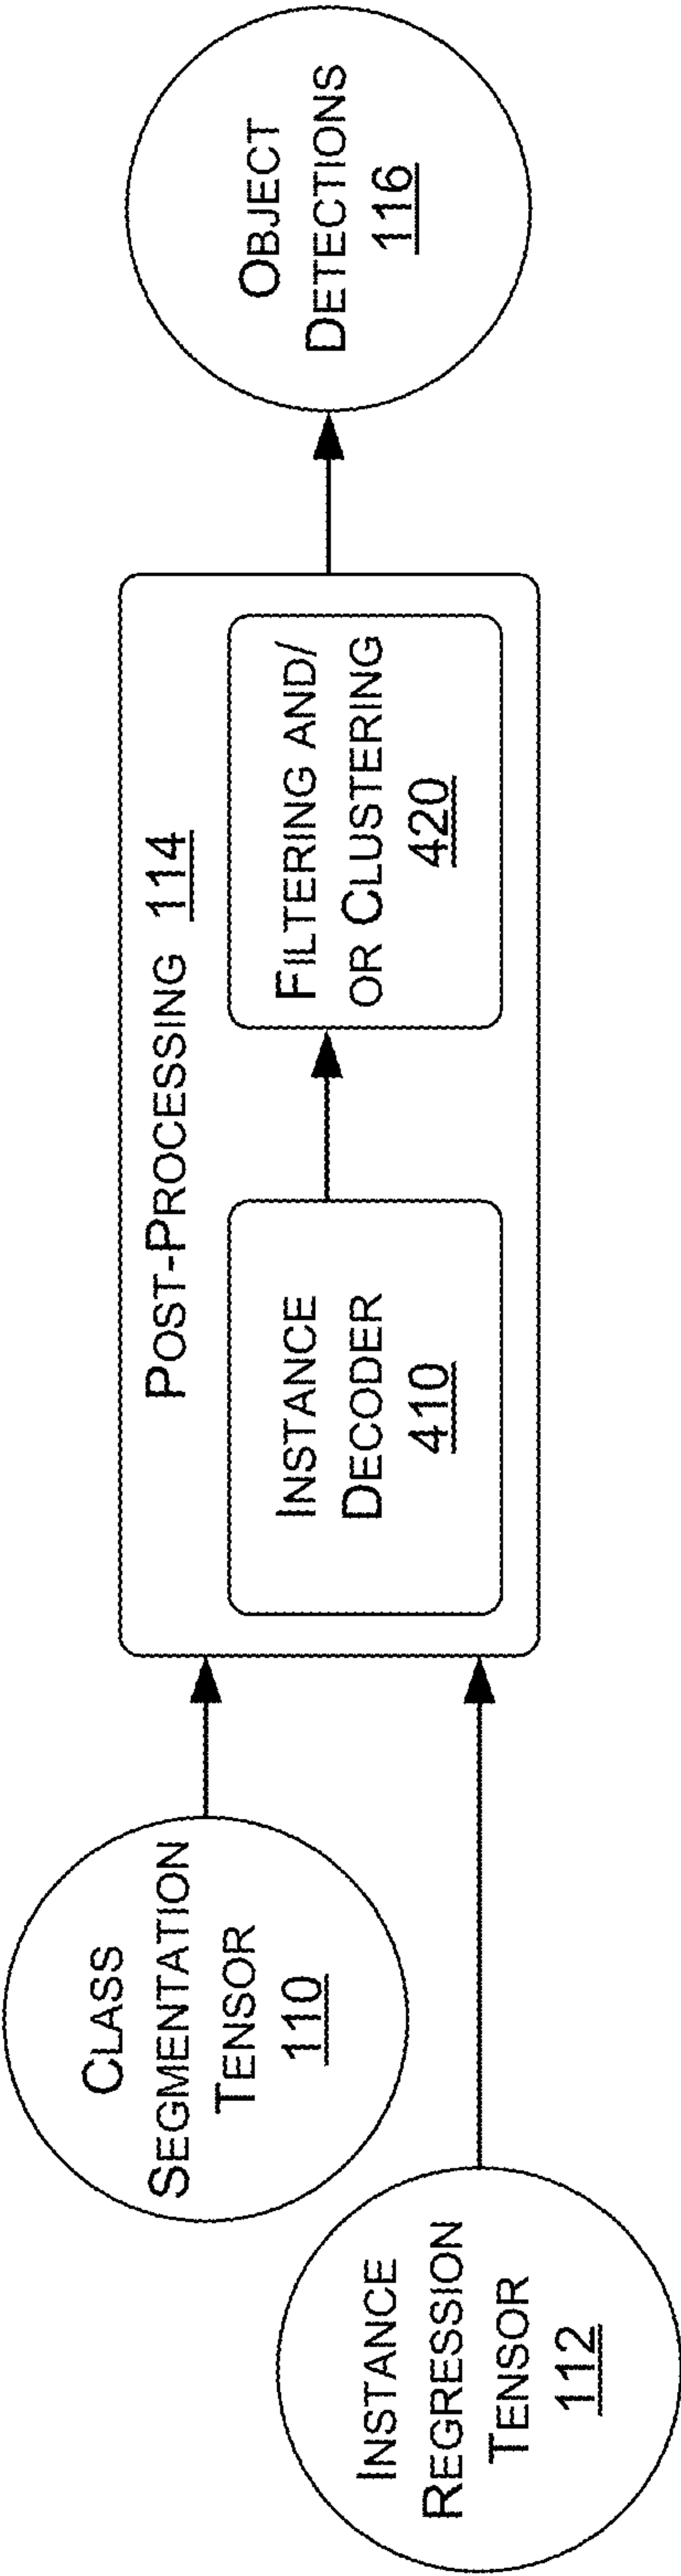 CLASS
SEGMENTATION
TENSOR
110
INSTANCE
REGRESSION
TENSOR
112
POST-PROCESSING 114
INSTANCE
DECODER
410
FILTERING AND/
OR CLUSTERING
420
OBJECT
DETECTIONS
116